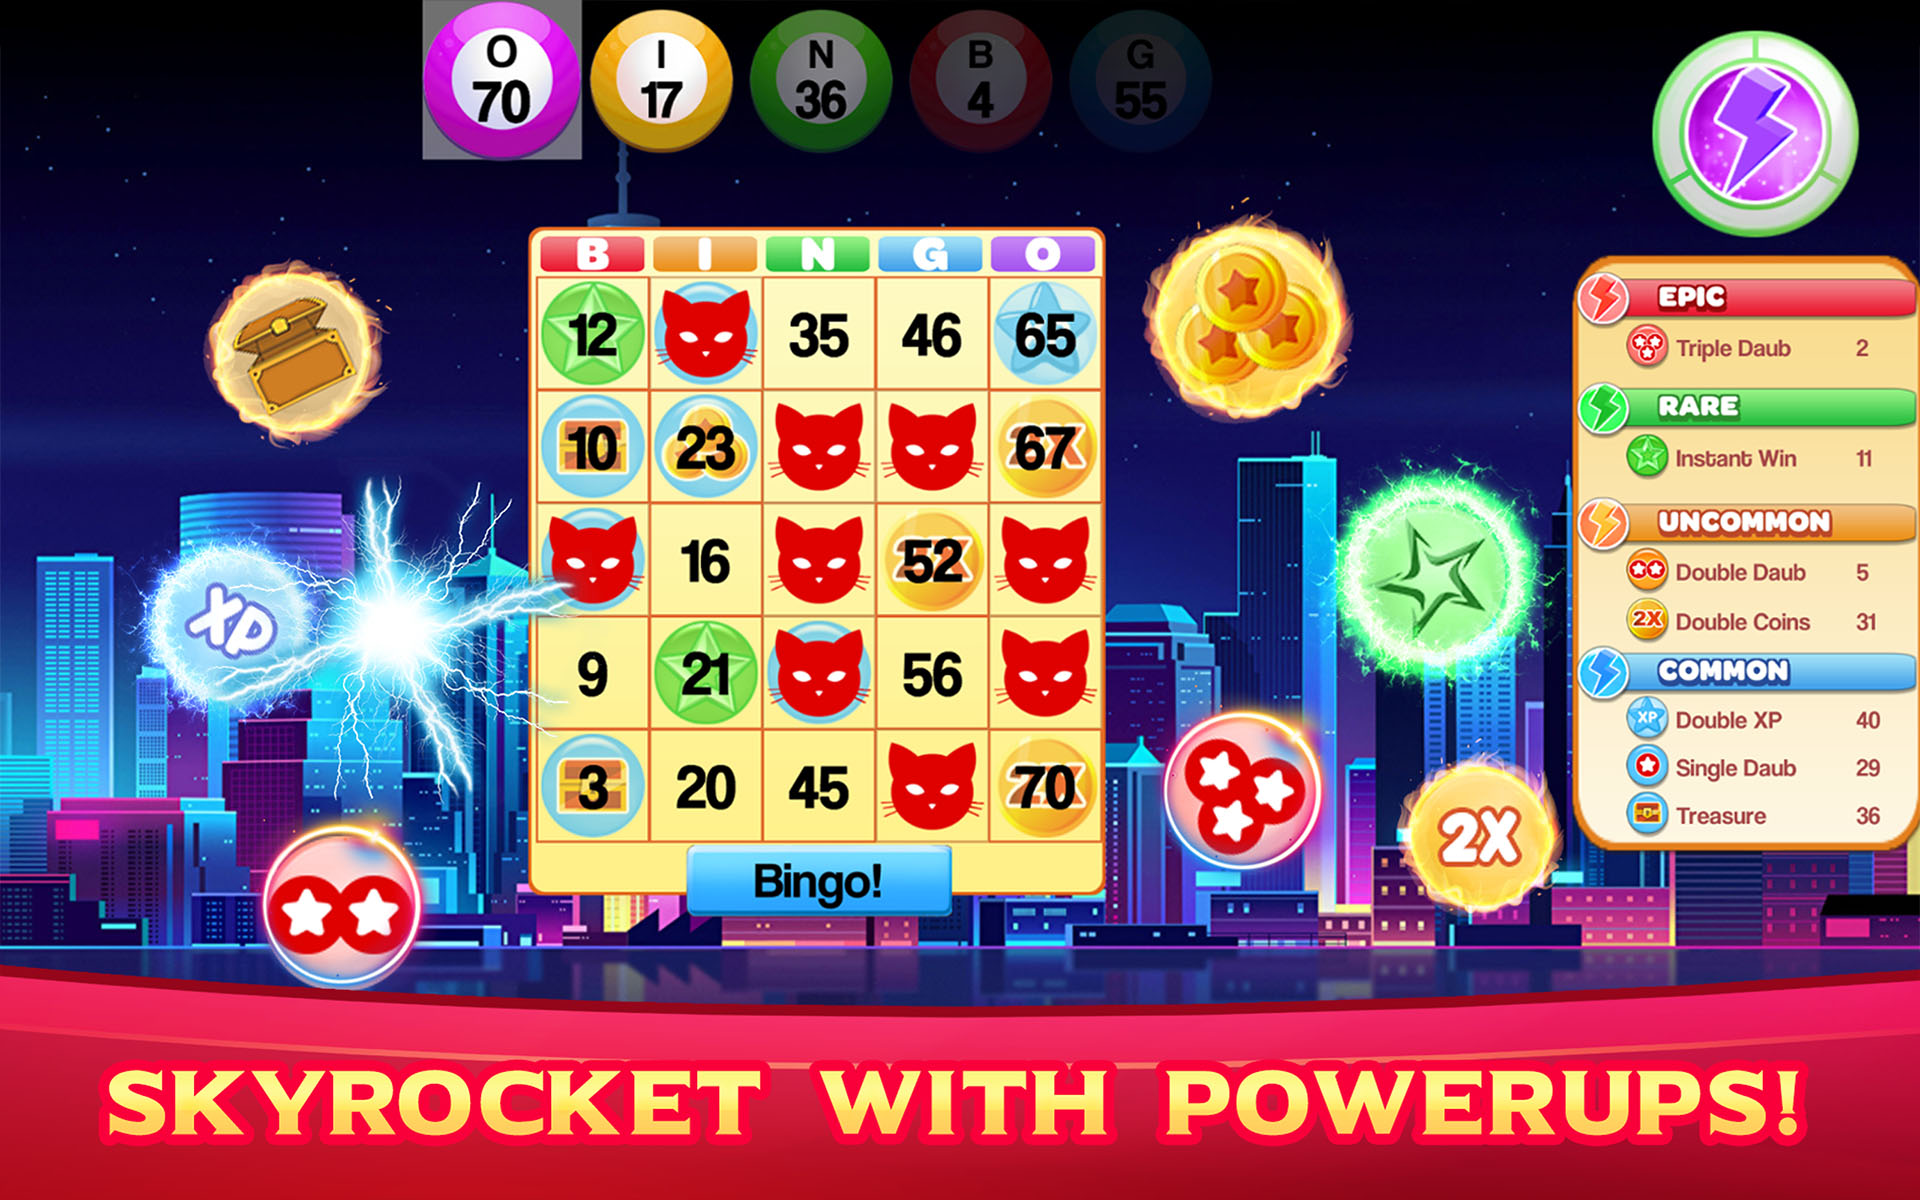 O I N B G
70 17 36 4 55
B I N G O
12 35 46 65
10 23 67
16 52
9 21 56
3 20 45 70
Bingo!
XP
2X
EPIC
Triple Daub 2
RARE
Instant Win 11
UNCOMMON
Double Daub 5
2X Double Coins 31
COMMON
XP Double XP 40
Single Daub 29
Treasure 36
SKYROCKET WITH POWERUPS!